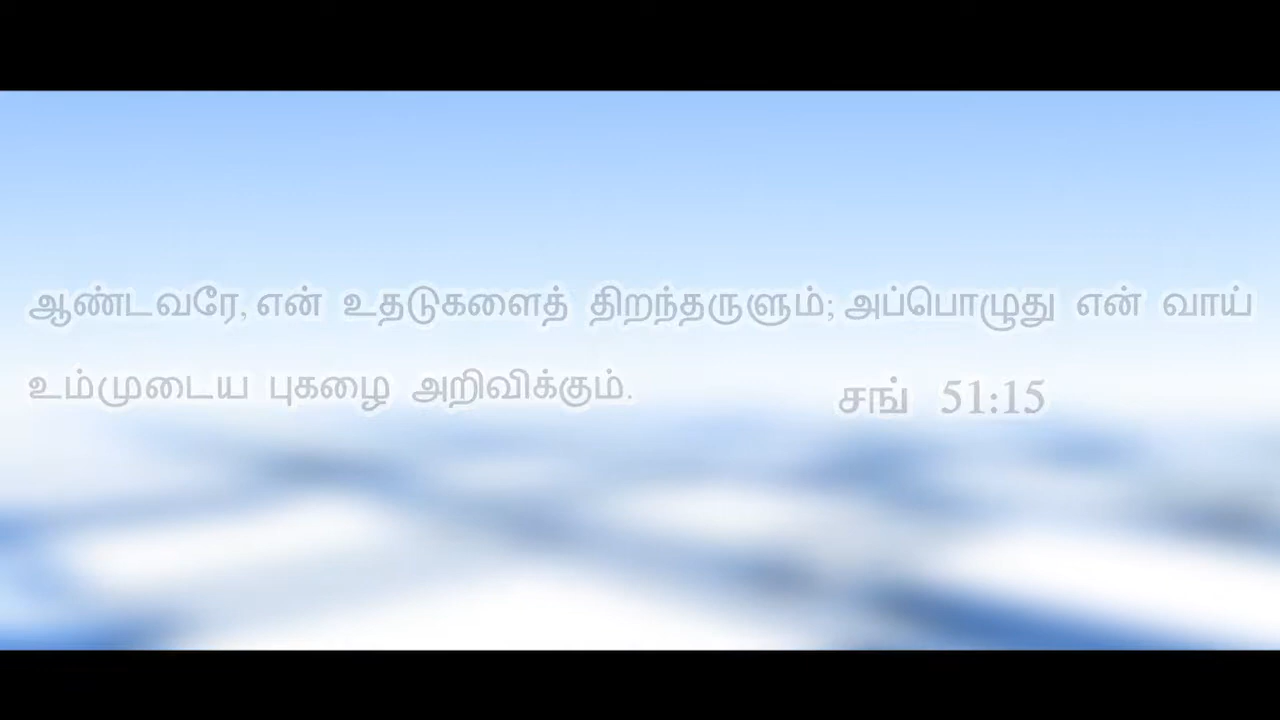 ஆண்டவரே, என் உதடுகளைத் திறந்தருளும்; அப்பொழுது என் வாய்
உம்முடைய புகழை அறிவிக்கும்.
சங் 51:15